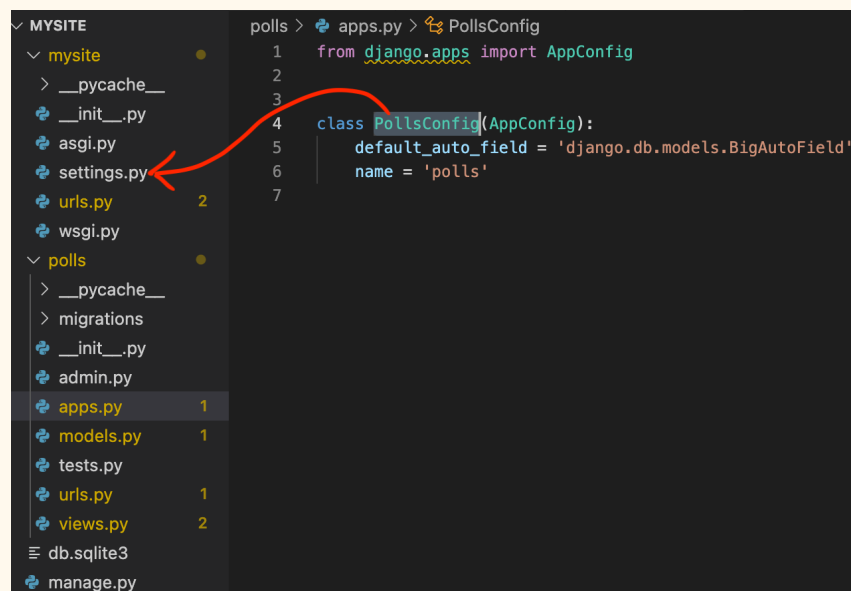 MYSITE
mysite
__pycache__
__init__.py
asgi.py
settings.py
urls.py 2
wsgi.py
polls
__pycache__
migrations
__init__.py
admin.py
apps.py 1
models.py 1
tests.py
urls.py 1
views.py 2
db.sqlite3
manage.py
polls > apps.py > PollsConfig
1 from django.apps import AppConfig
2
3
4 class PollsConfig(AppConfig):
5     default_auto_field = 'django.db.models.BigAutoField'
6     name = 'polls'
7